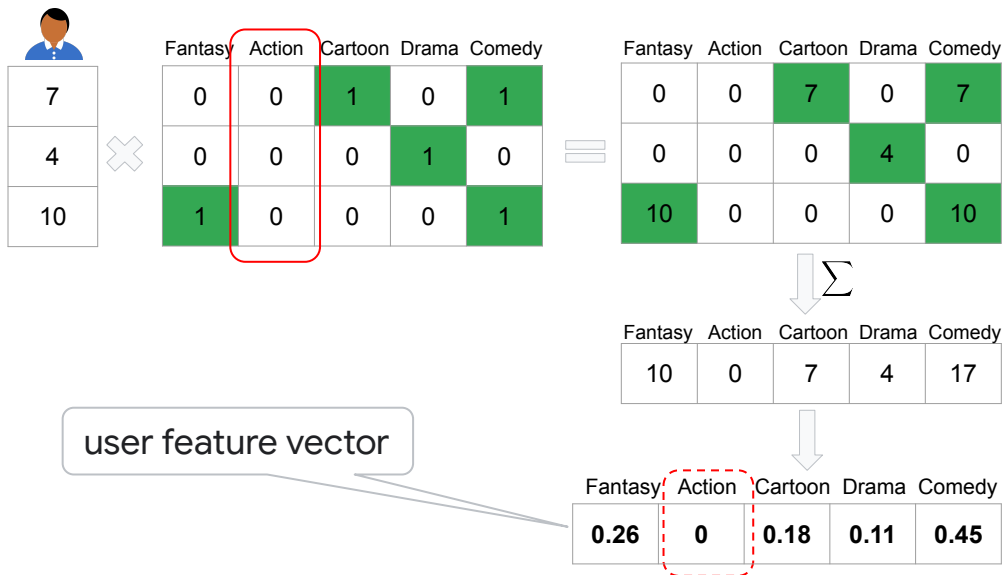 Fantasy Action Cartoon Drama Comedy
7
4
10
0 0 1 0 1
0 0 0 1 0
1 0 0 0 1
Fantasy Action Cartoon Drama Comedy
0 0 7 0 7
0 0 0 4 0
10 0 0 0 10
∑
Fantasy Action Cartoon Drama Comedy
10 0 7 4 17
user feature vector
Fantasy Action Cartoon Drama Comedy
0.26 0 0.18 0.11 0.45